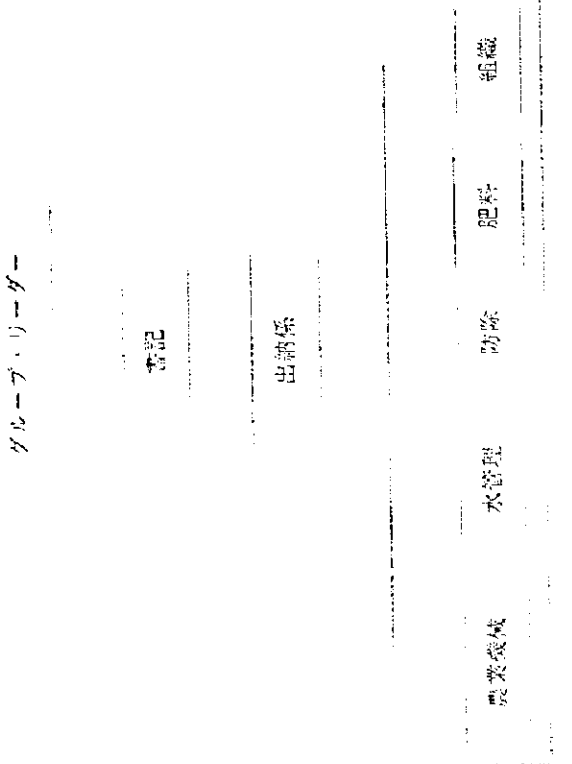 グループ・リーダー
書記
出納係
農業機械
水管理
防除
肥料
組織